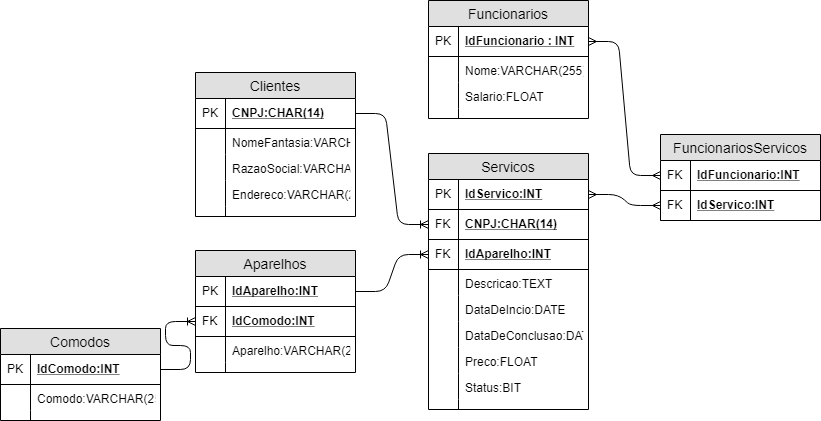 Funcionarios
PK IdFuncionario : INT
Nome:VARCHAR(255
Salario:FLOAT
Clientes
PK CNPJ:CHAR(14)
NomeFantasia:VARCH
RazaoSocial:VARCHA
Endereco:VARCHAR(2
FuncionariosServicos
FK IdFuncionario:INT
FK IdServico:INT
Servicos
PK IdServico:INT
FK CNPJ:CHAR(14)
FK IdAparelho:INT
Descricao:TEXT
DataDeIncio:DATE
DataDeConclusao:DAT
Preco:FLOAT
Status:BIT
Aparelhos
PK IdAparelho:INT
FK IdComodo:INT
Aparelho:VARCHAR(2
Comodos
PK IdComodo:INT
Comodo:VARCHAR(25